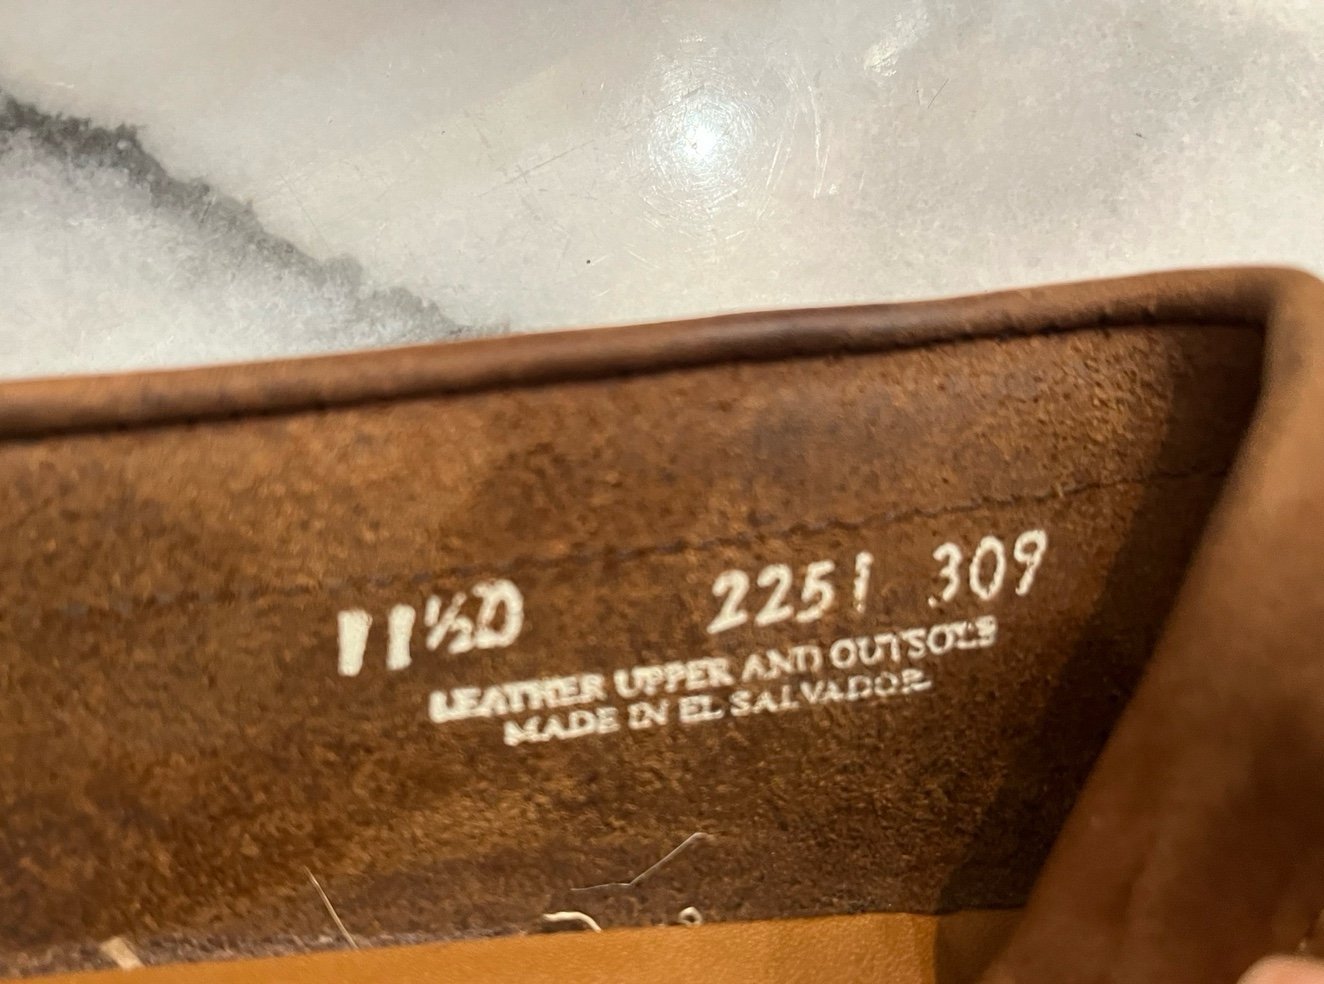 11½D 2251 309
LEATHER UPPER AND OUTSOLE
MADE IN EL SALVADOR